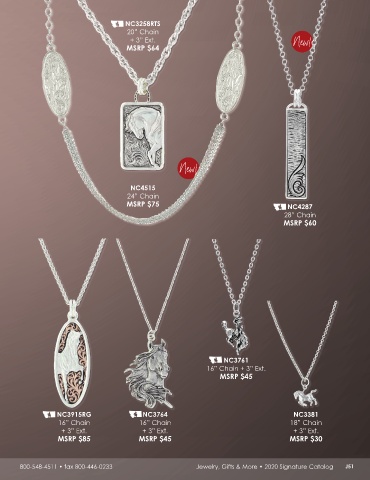 NC3258RTS
20" Chain
+ 3" Ext.
MSRP $64
New!
New!
NC4515
24" Chain
MSRP $75
NC4287
28" Chain
MSRP $60
NC3761
16" Chain + 3" Ext.
MSRP $45
NC3915RG
16" Chain
+ 3" Ext.
MSRP $85
NC3764
16" Chain
+ 3" Ext.
MSRP $45
NC3381
18" Chain
+ 3" Ext.
MSRP $30
800-548-4511 • fax 800-446-0233
Jewelry, Gifts & More • 2020 Signature Catalog